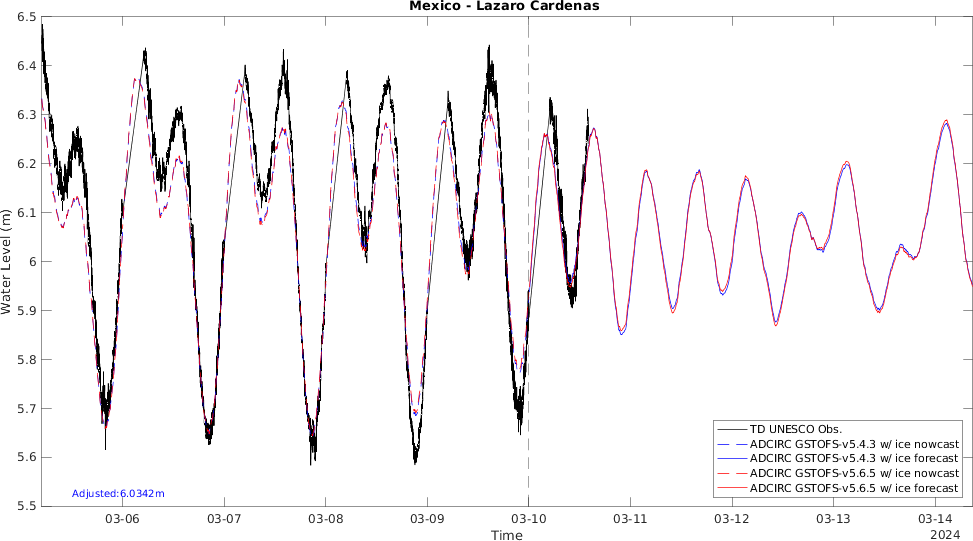 Mexico - Lazaro Cardenas
6.5
6.4
6.3
6.2
6.1
6
5.9
5.8
5.7
5.6
5.5
Water Level (m)
TD UNESCO Obs.
ADCIRC GSTOFS-v5.4.3 w/ ice nowcast
ADCIRC GSTOFS-v5.4.3 w/ ice forecast
ADCIRC GSTOFS-v5.6.5 w/ ice nowcast
ADCIRC GSTOFS-v5.6.5 w/ ice forecast
Adjusted:6.0342m
03-06 03-07 03-08 03-09 03-10 03-11 03-12 03-13 03-14
Time 2024